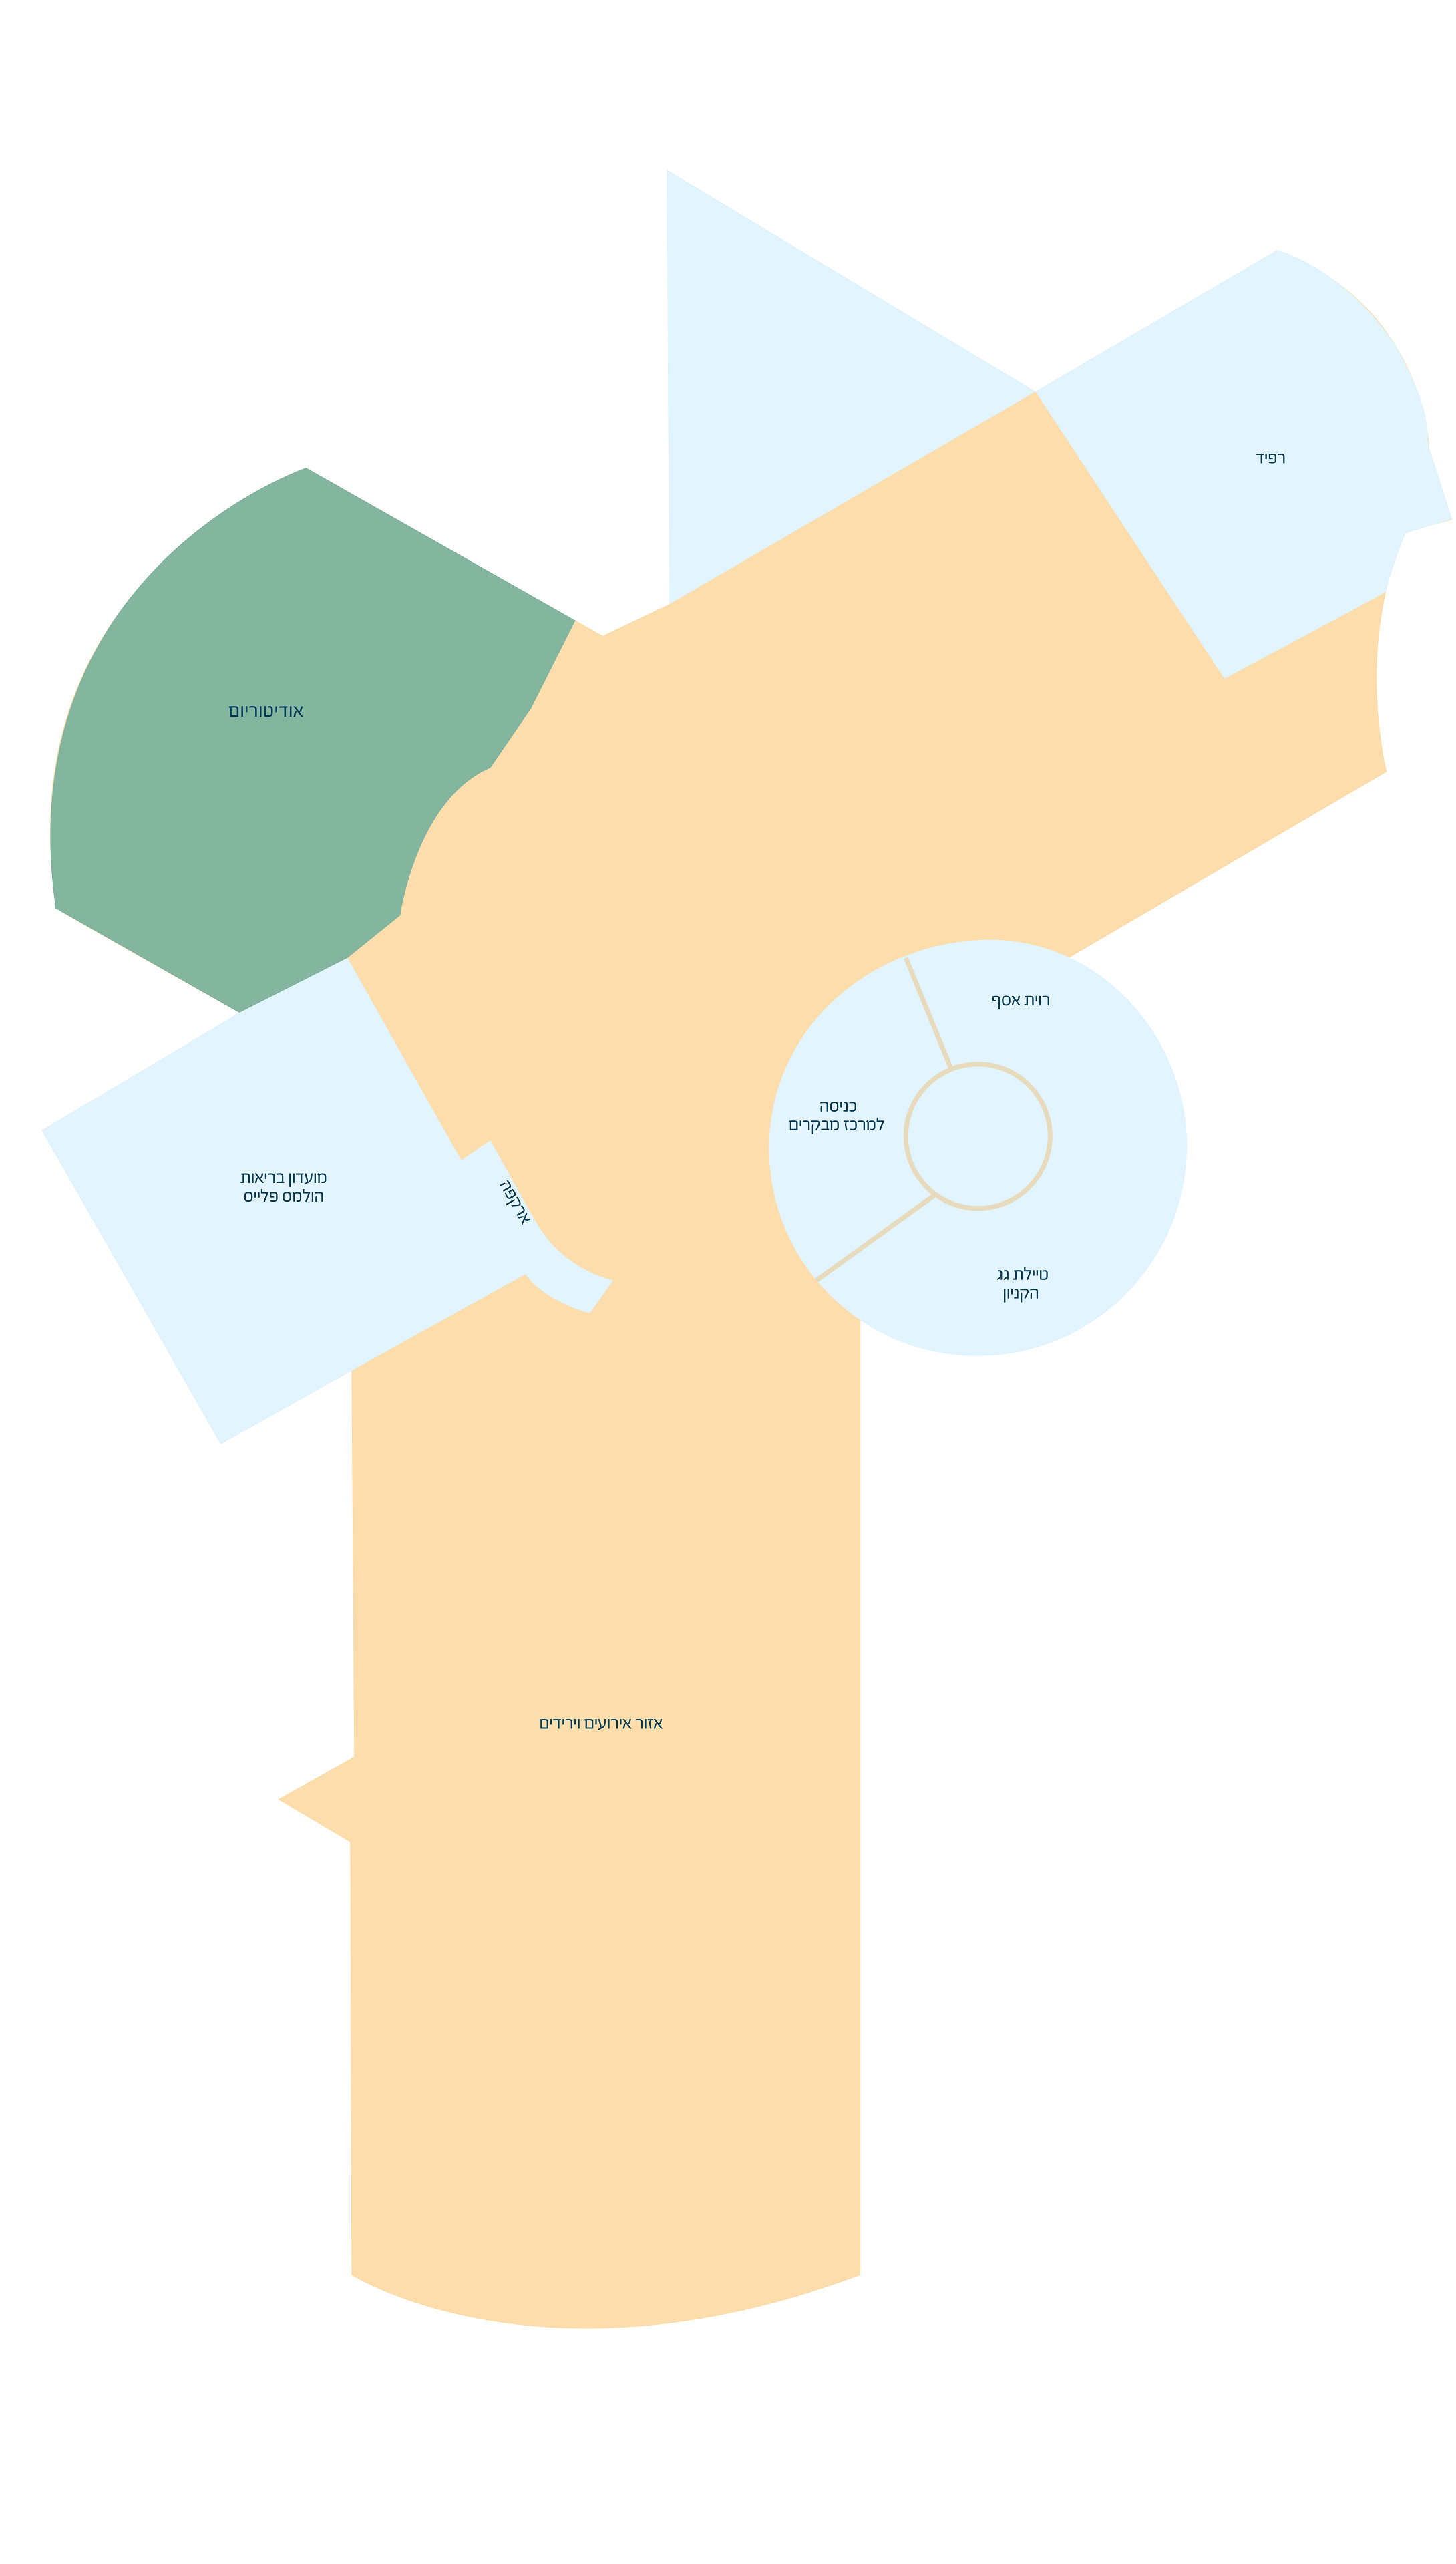 רפיד
אודיטוריום
רוית אסף
כניסה
למרכז מבקרים
מועדון בריאות
הולמס פלייס
ארקפה
טיילת גג
הקניון
אזור אירועים וירידים